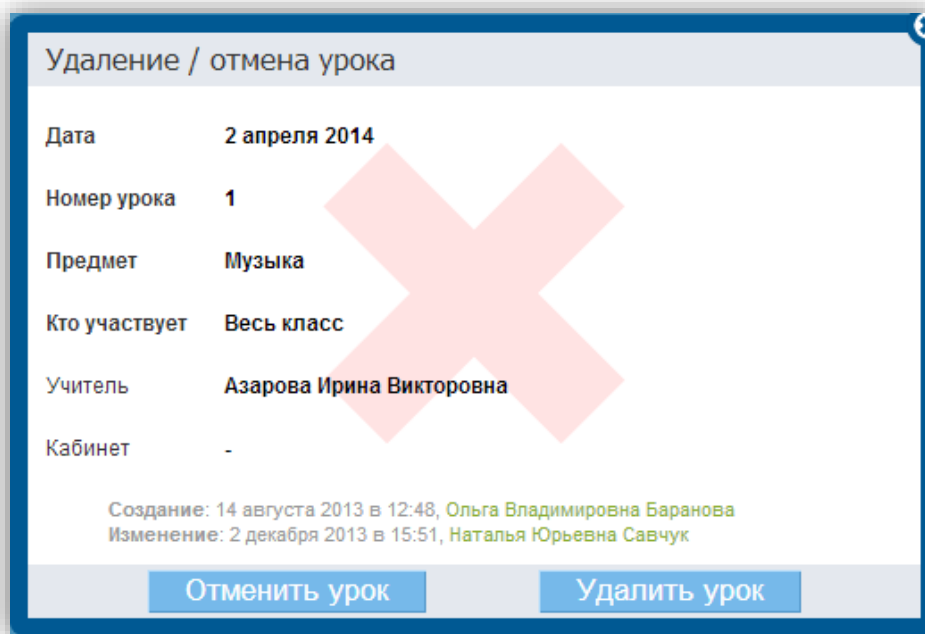 Удаление / отмена урока
Дата 2 апреля 2014
Номер урока 1
Предмет Музыка
Кто участвует Весь класс
Учитель Азарова Ирина Викторовна
Кабинет -
Создание: 14 августа 2013 в 12:48, Ольга Владимировна Баранова
Изменение: 2 декабря 2013 в 15:51, Наталья Юрьевна Савчук
Отменить урок Удалить урок